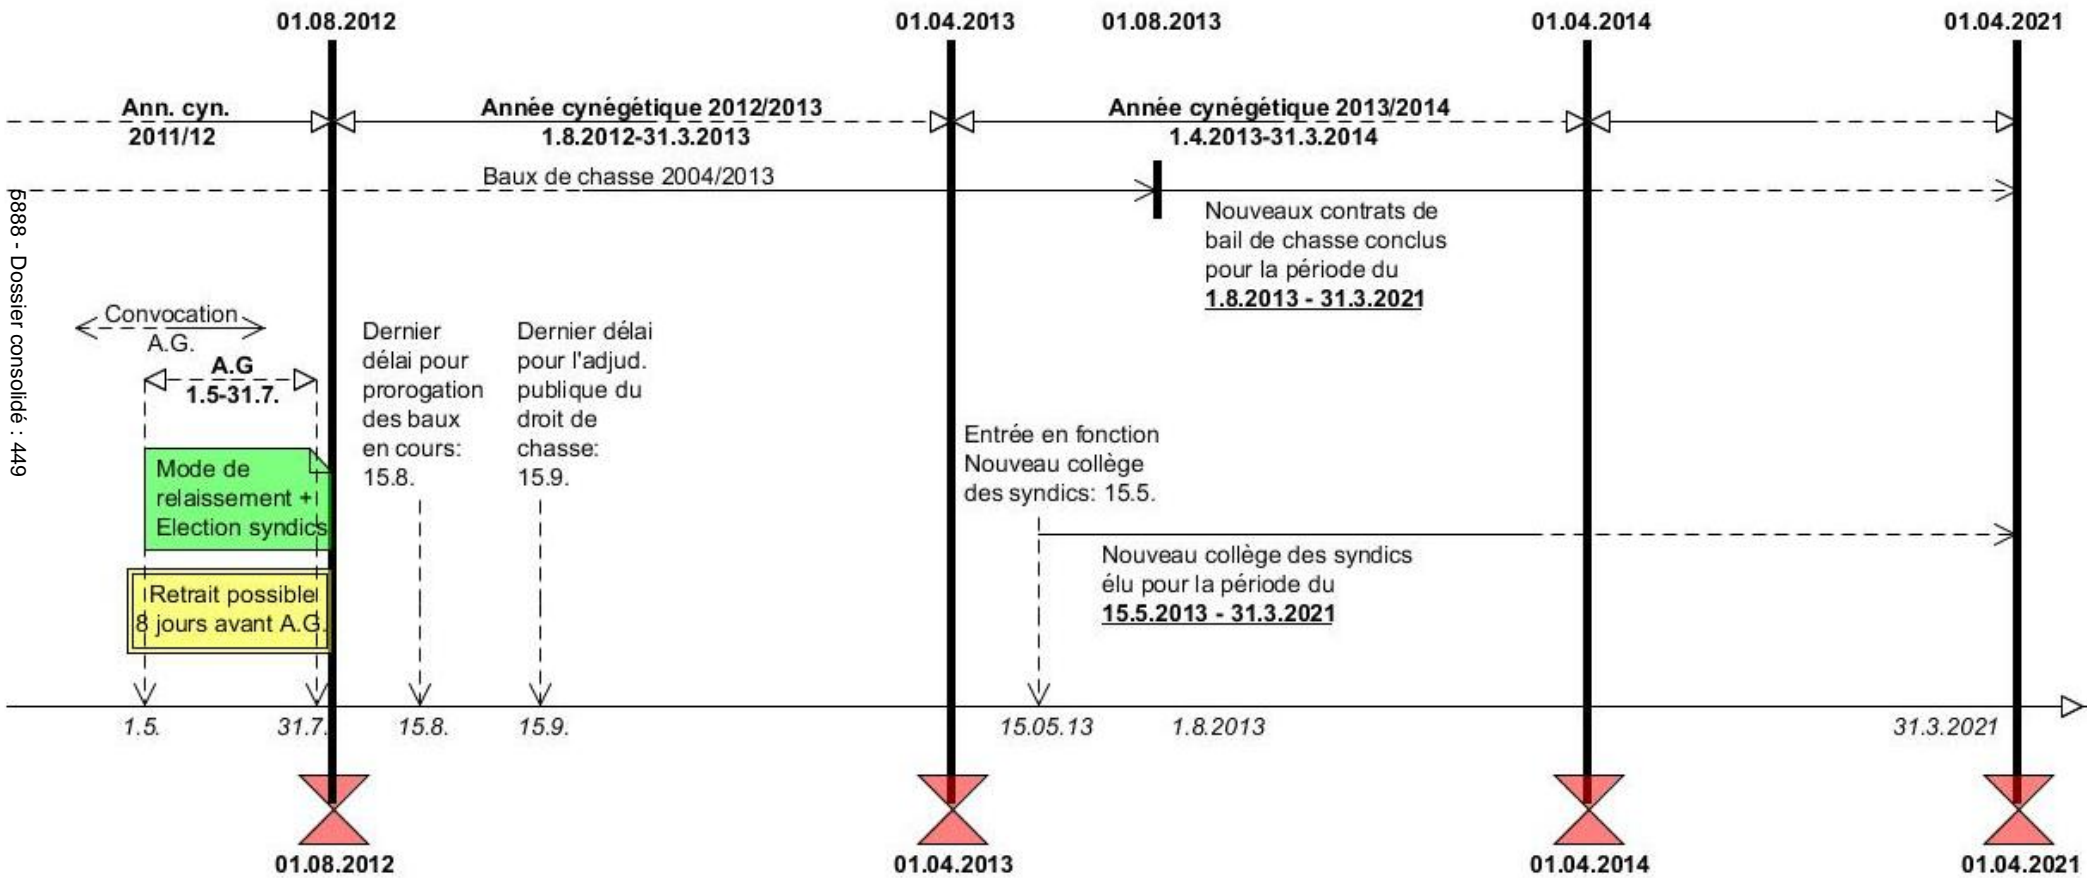 01.08.2012
01.04.2013
01.08.2013
01.04.2014
01.04.2021
Ann. cyn.
2011/12
Année cynégétique 2012/2013
1.8.2012-31.3.2013
Année cynégétique 2013/2014
1.4.2013-31.3.2014
Baux de chasse 2004/2013
Nouveaux contrats de
bail de chasse conclus
pour la période du
1.8.2013 - 31.3.2021
5888 - Dossier consolidé : 449
Convocation
A.G.
A.G
1.5-31.7.
Mode de
relaissement +
Election syndics
Retrait possible
8 jours avant A.G.
Dernier
délai pour
prorogation
des baux
en cours:
15.8.
Dernier délai
pour l'adjud.
publique du
droit de
chasse:
15.9.
Entrée en fonction
Nouveau collège
des syndics: 15.5.
Nouveau collège des syndics
élu pour la période du
15.5.2013 - 31.3.2021
1.5.
31.7.
15.8.
15.9.
15.05.13
1.8.2013
31.3.2021
01.08.2012
01.04.2013
01.04.2014
01.04.2021